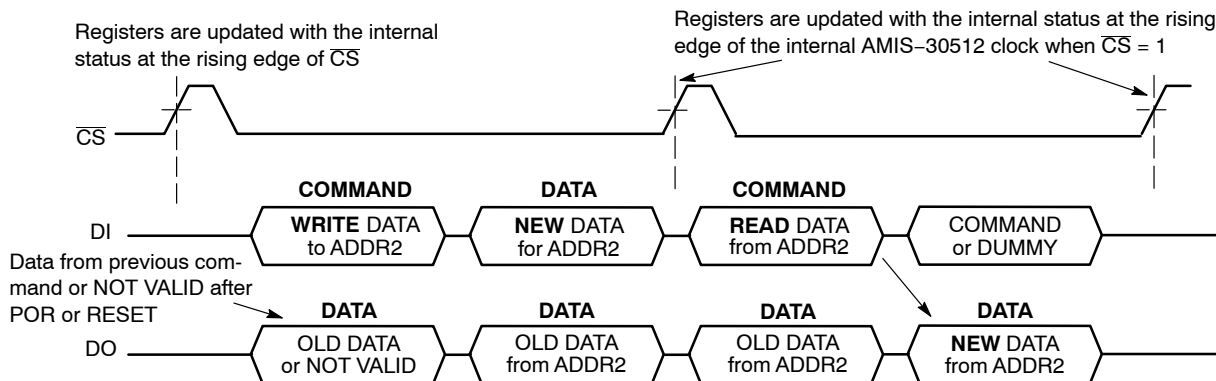 Registers are updated with the internal
status at the rising edge of CS
Registers are updated with the internal status at the rising
edge of the internal AMIS−30512 clock when CS = 1
CS
COMMAND
DATA
COMMAND
DI
WRITE DATA
to ADDR2
NEW DATA
for ADDR2
READ DATA
from ADDR2
COMMAND
or DUMMY
Data from previous com-
mand or NOT VALID after
POR or RESET
DATA
DATA
DATA
DATA
DO
OLD DATA
or NOT VALID
OLD DATA
from ADDR2
OLD DATA
from ADDR2
NEW DATA
from ADDR2